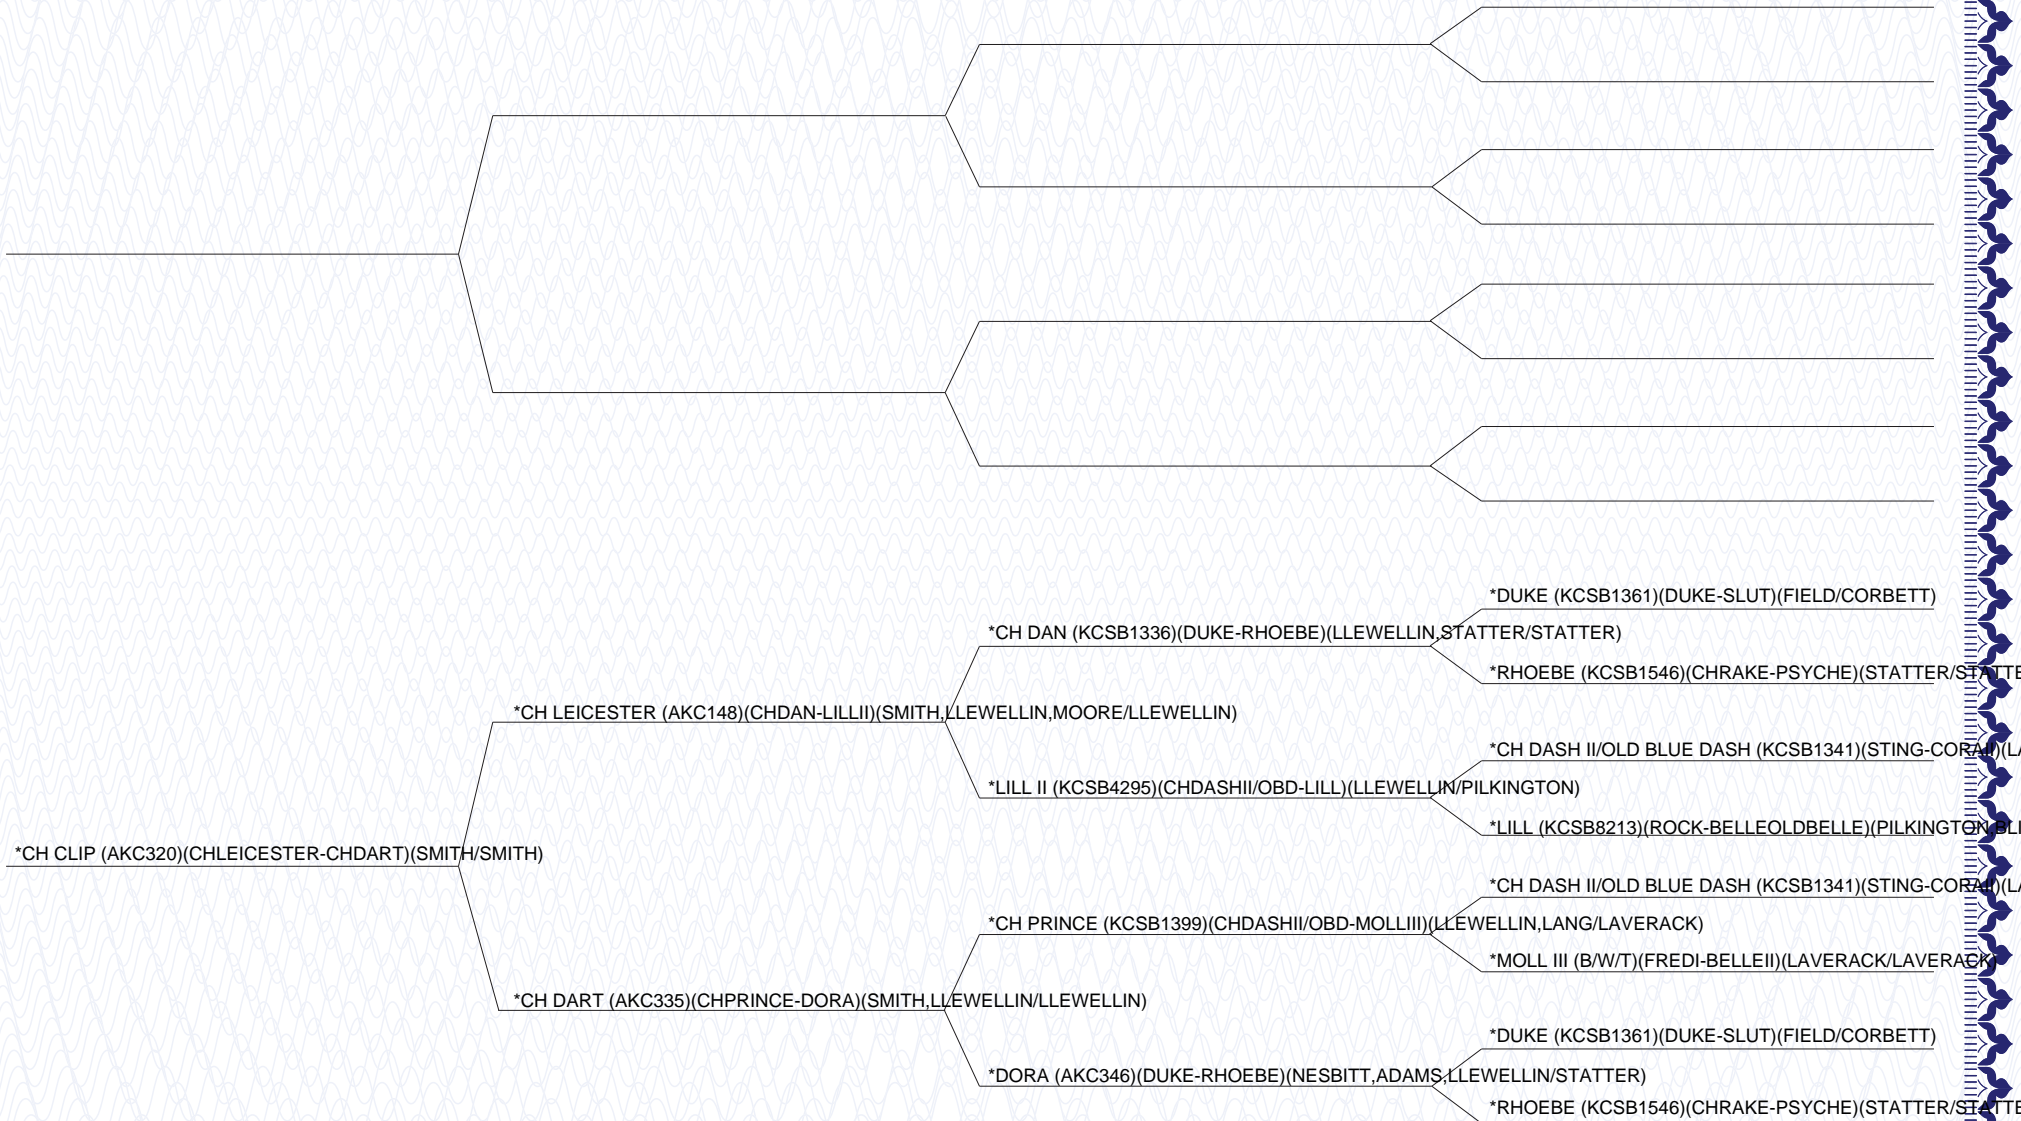 *DUKE (KCSB1361)(DUKE-SLUT)(FIELD/CORBETT)
*CH DAN (KCSB1336)(DUKE-RHOEBE)(LLEWELLIN,STATTER/STATTER)
*RHOEBE (KCSB1546)(CHRAKE-PSYCHE)(STATTER/STATTE
*CH LEICESTER (AKC148)(CHDAN-LILLII)(SMITH,LLEWELLIN,MOORE/LLEWELLIN)
*CH DASH II/OLD BLUE DASH (KCSB1341)(STING-CORAII)(LA
*LILL II (KCSB4295)(CHDASHII/OBD-LILL)(LLEWELLIN/PILKINGTON)
*LILL (KCSB8213)(ROCK-BELLEOLDBELLE)(PILKINGTON,BL
*CH CLIP (AKC320)(CHLEICESTER-CHDART)(SMITH/SMITH)
*CH DASH II/OLD BLUE DASH (KCSB1341)(STING-CORAII)(LA
*CH PRINCE (KCSB1399)(CHDASHII/OBD-MOLLIII)(LLEWELLIN,LANG/LAVERACK)
*MOLL III (B/W/T)(FREDI-BELLEII)(LAVERACK/LAVERACK)
*CH DART (AKC335)(CHPRINCE-DORA)(SMITH,LLEWELLIN/LLEWELLIN)
*DUKE (KCSB1361)(DUKE-SLUT)(FIELD/CORBETT)
*DORA (AKC346)(DUKE-RHOEBE)(NESBITT,ADAMS,LLEWELLIN/STATTER)
*RHOEBE (KCSB1546)(CHRAKE-PSYCHE)(STATTER/STATTE